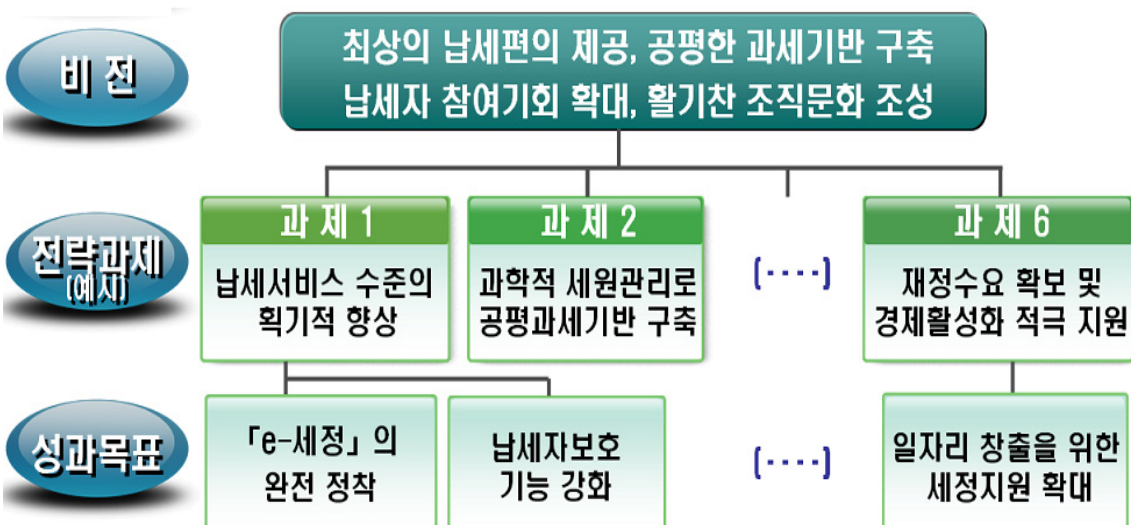 비 전
최상의 납세편의 제공, 공평한 과세기반 구축
납세자 참여기회 확대, 활기찬 조직문화 조성
전략과제
(예시)
과 제 1
납세서비스 수준의
획기적 향상
과 제 2
과학적 세원관리로
공평과세기반 구축
[····]
과 제 6
재정수요 확보 및
경제활성화 적극 지원
성과목표
「e-세정」의
완전 정착
납세자보호
기능 강화
[····]
일자리 창출을 위한
세정지원 확대